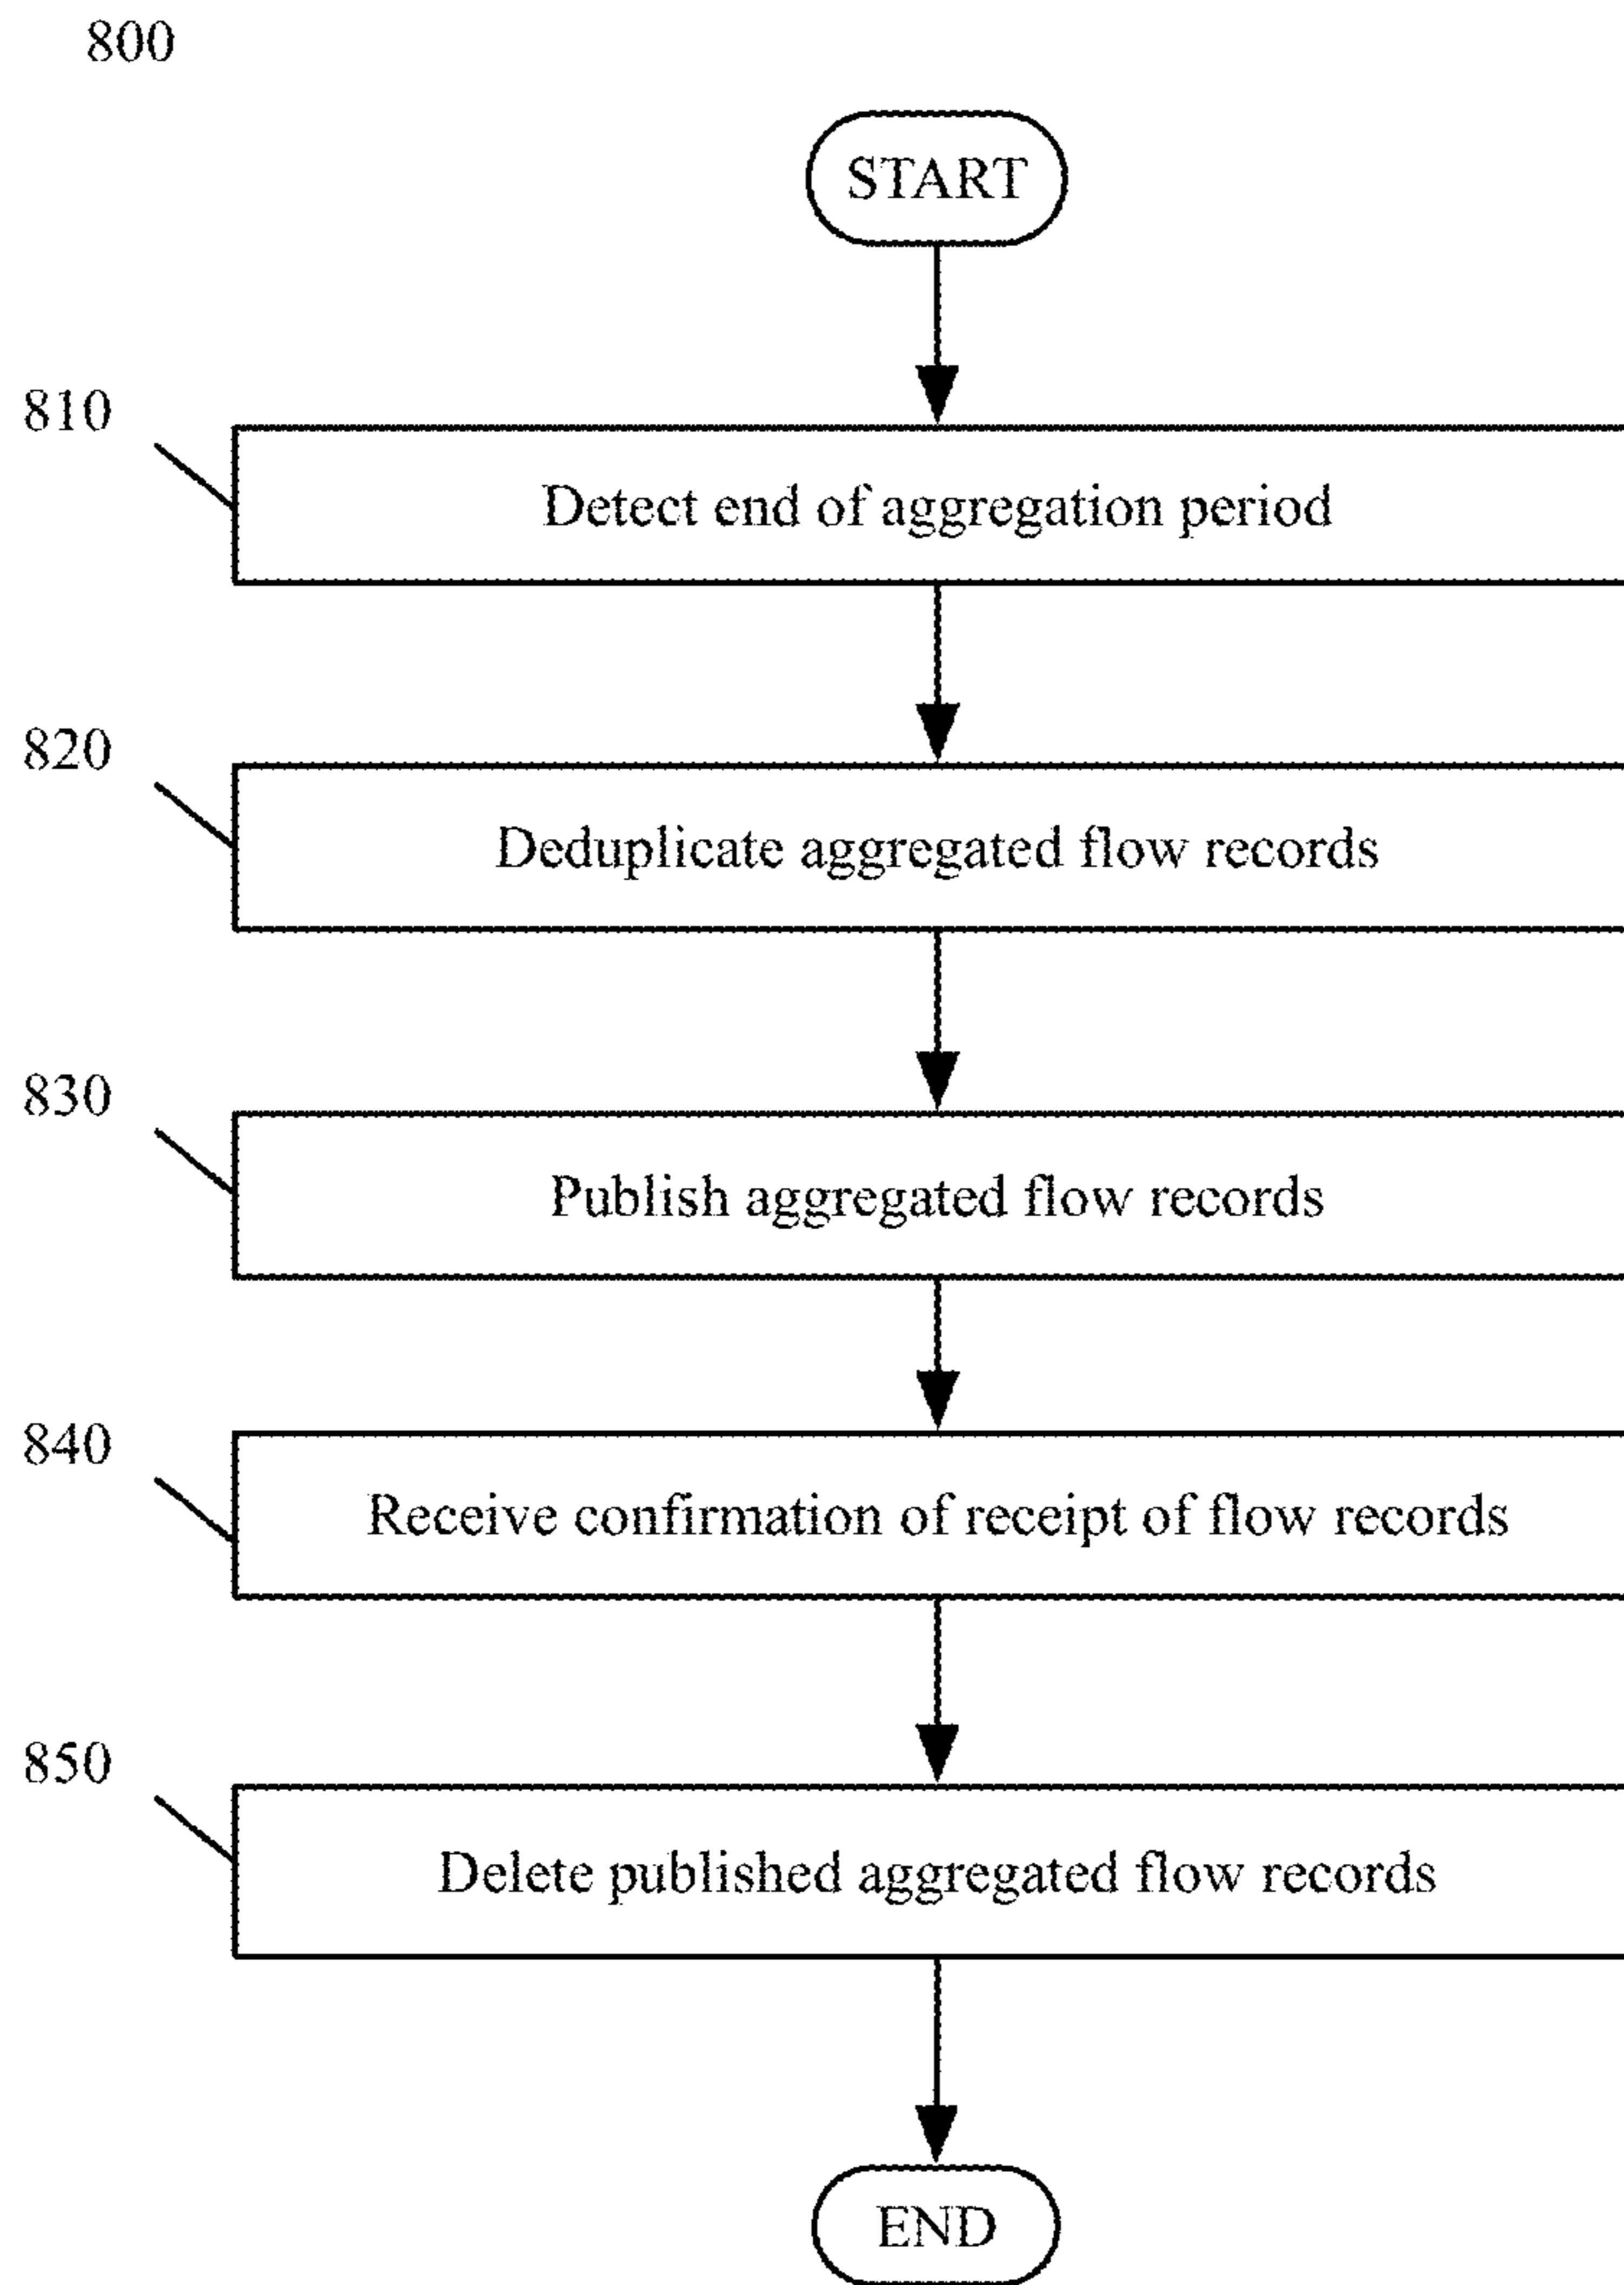 800
START
810
Detect end of aggregation period
820
Deduplicate aggregated flow records
830
Publish aggregated flow records
840
Receive confirmation of receipt of flow records
850
Delete published aggregated flow records
END